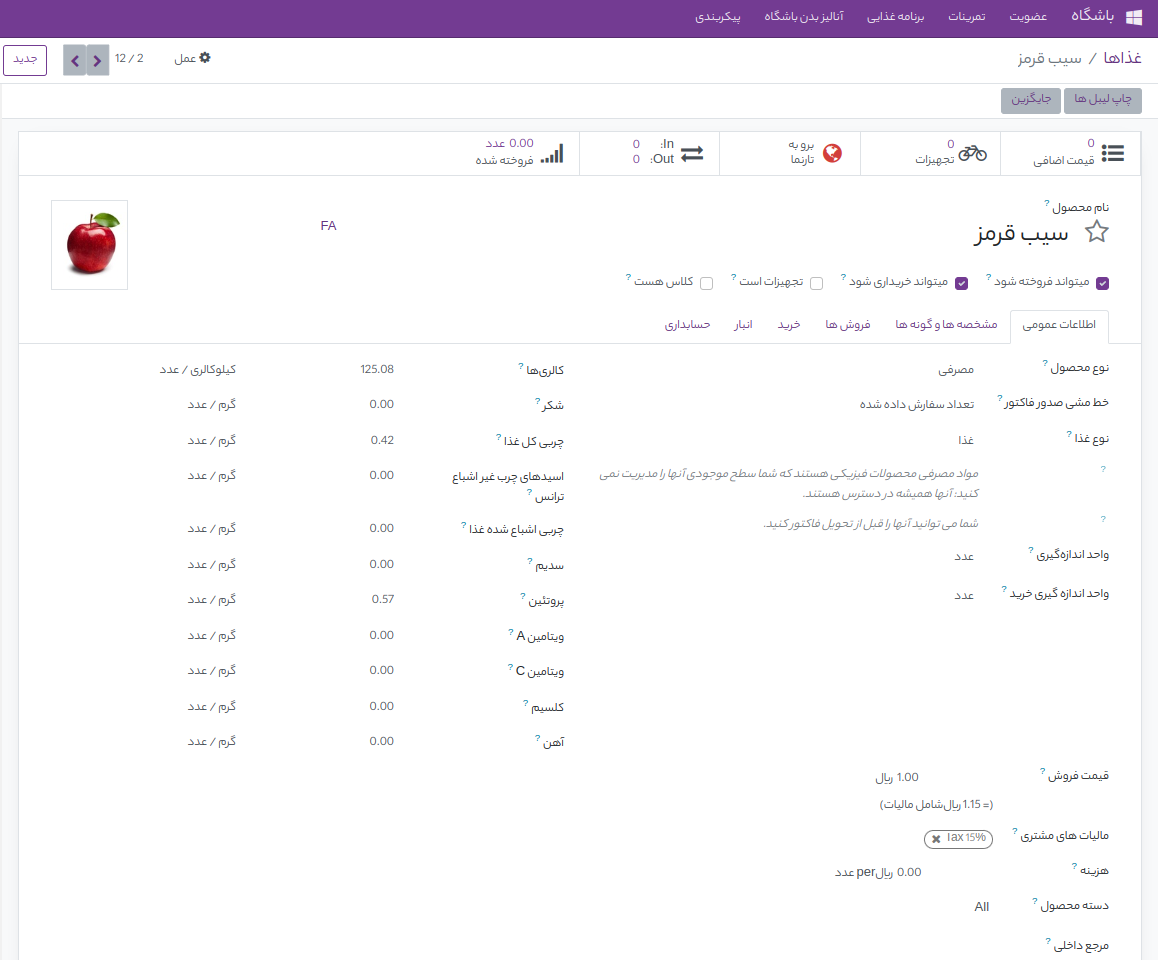 باشگاه عضویت تمرینات برنامه غذایی آنالیز بدن باشگاه پیکربندی
غذاها / سیب قرمز
عمل
12 / 2
جدید
چاپ لیبل ها
جایگزین
0
قیمت اضافی
0
تجهیزات
برو به
تارنما
In: 0
Out: 0
0.00 عدد
فروخته شده
نام محصول ?
سیب قرمز
FA
میتواند فروخته شود ?
میتواند خریداری شود ?
تجهیزات است ?
کلاس هست ?
اطلاعات عمومی مشخصه ها و گونه ها فروش ها خرید انبار حسابداری
نوع محصول ? مصرفی
خط مشی صدور فاکتور ? تعداد سفارش داده شده
نوع غذا ? غذا
? مواد مصرفی محصولات فیزیکی هستند که شما سطح موجودی آنها را مدیریت نمی
کنید: آنها همیشه در دسترس هستند.
? شما می توانید آنها را قبل از تحویل فاکتور کنید.
واحد اندازه‌گیری ? عدد
واحد اندازه گیری خرید ? عدد
کالری‌ها ? 125.08 کیلوکالری / عدد
شکر ? 0.00 گرم / عدد
چربی کل غذا ? 0.42 گرم / عدد
اسیدهای چرب غیر اشباع 0.00 گرم / عدد
ترانس ?
چربی اشباع شده غذا ? 0.00 گرم / عدد
سدیم ? 0.00 گرم / عدد
پروتئین ? 0.57 گرم / عدد
ویتامین A ? 0.00 گرم / عدد
ویتامین C ? 0.00 گرم / عدد
کلسیم ? 0.00 گرم / عدد
آهن ? 0.00 گرم / عدد
قیمت فروش ? 1.00 ریال
(= 1.15 ریال‌شامل مالیات)
مالیات های مشتری ? Tax 15% ✖
هزینه ? 0.00 ریال per عدد
دسته محصول ? All
مرجع داخلی ?